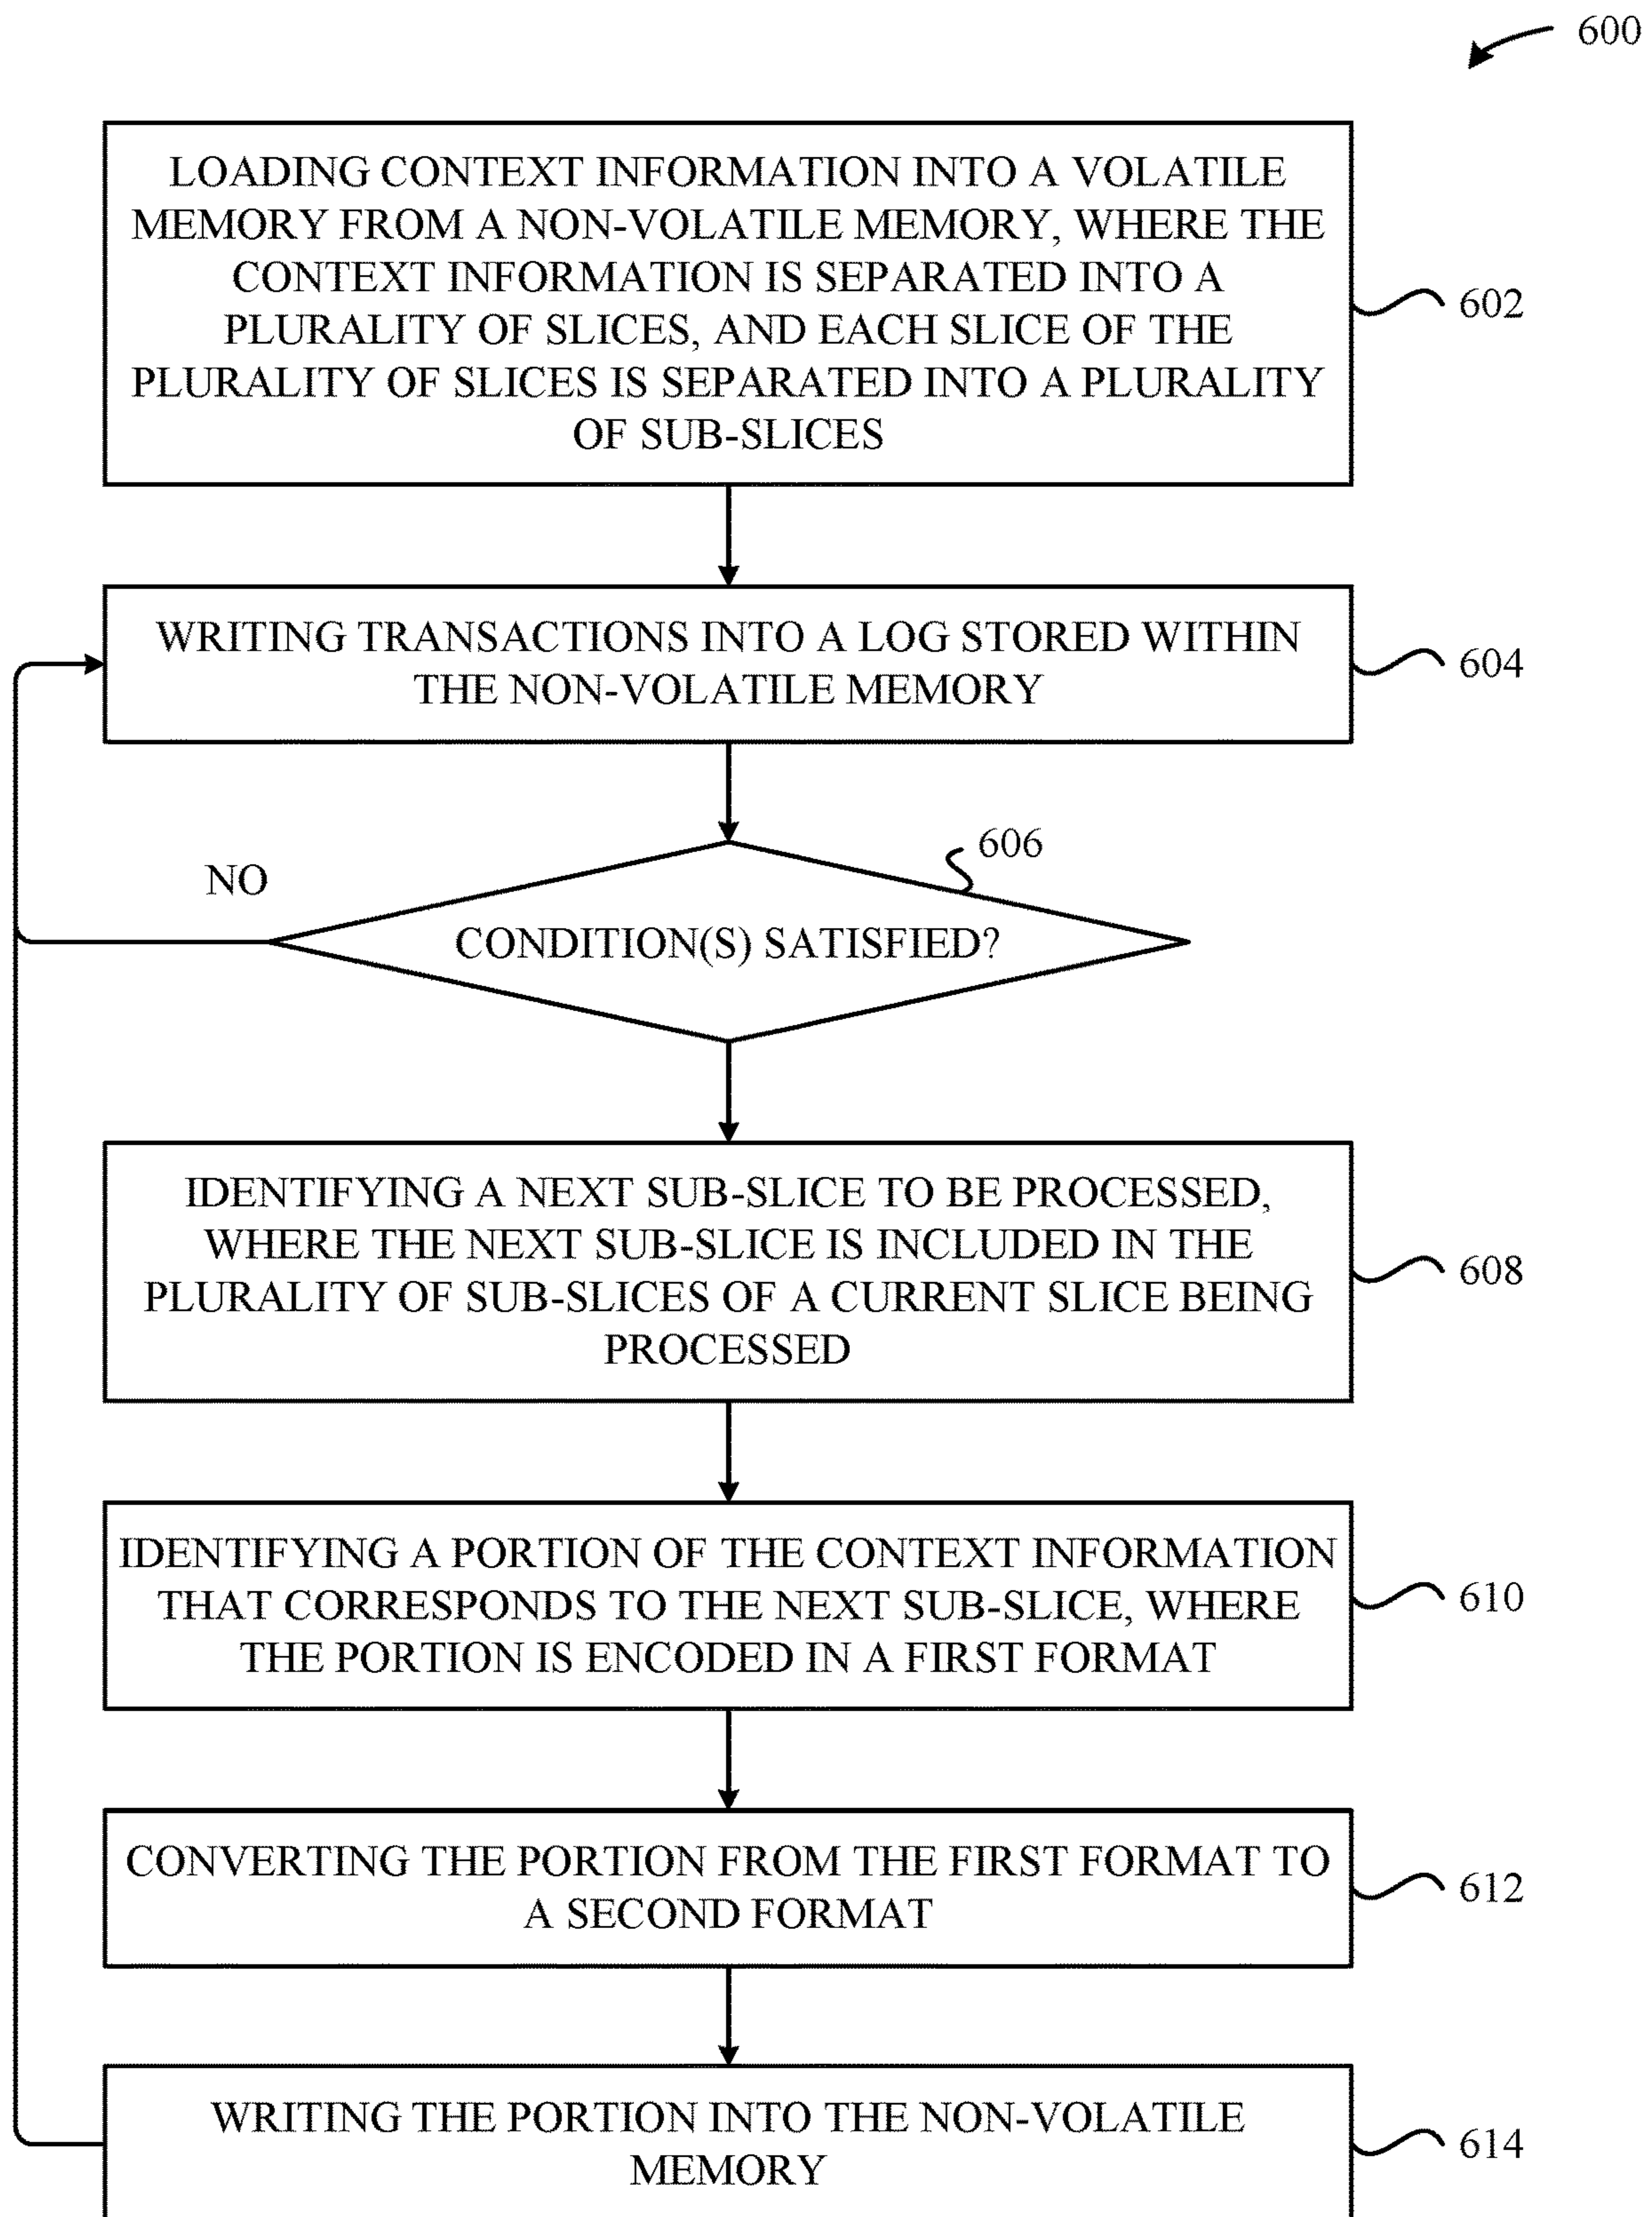 600
LOADING CONTEXT INFORMATION INTO A VOLATILE
MEMORY FROM A NON-VOLATILE MEMORY, WHERE THE
CONTEXT INFORMATION IS SEPARATED INTO A
PLURALITY OF SLICES, AND EACH SLICE OF THE
PLURALITY OF SLICES IS SEPARATED INTO A PLURALITY
OF SUB-SLICES
602
WRITING TRANSACTIONS INTO A LOG STORED WITHIN
THE NON-VOLATILE MEMORY
604
606
NO
CONDITION(S) SATISFIED?
IDENTIFYING A NEXT SUB-SLICE TO BE PROCESSED,
WHERE THE NEXT SUB-SLICE IS INCLUDED IN THE
PLURALITY OF SUB-SLICES OF A CURRENT SLICE BEING
PROCESSED
608
IDENTIFYING A PORTION OF THE CONTEXT INFORMATION
THAT CORRESPONDS TO THE NEXT SUB-SLICE, WHERE
THE PORTION IS ENCODED IN A FIRST FORMAT
610
CONVERTING THE PORTION FROM THE FIRST FORMAT TO
A SECOND FORMAT
612
WRITING THE PORTION INTO THE NON-VOLATILE
MEMORY
614